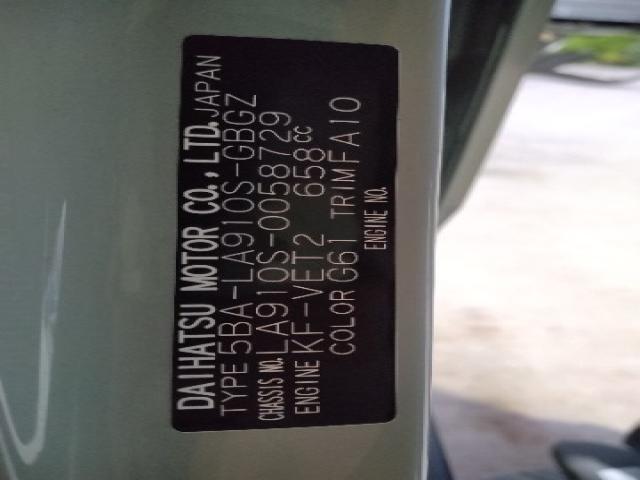 DAIHATSU MOTOR CO., LTD. JAPAN
TYPE 5BA-LA910S-GBGZ
CHASSIS NO. LA910S-0058729
ENGINE KF-VET2 658CC
COLOR G61 TRIM FA10
ENGINE NO.